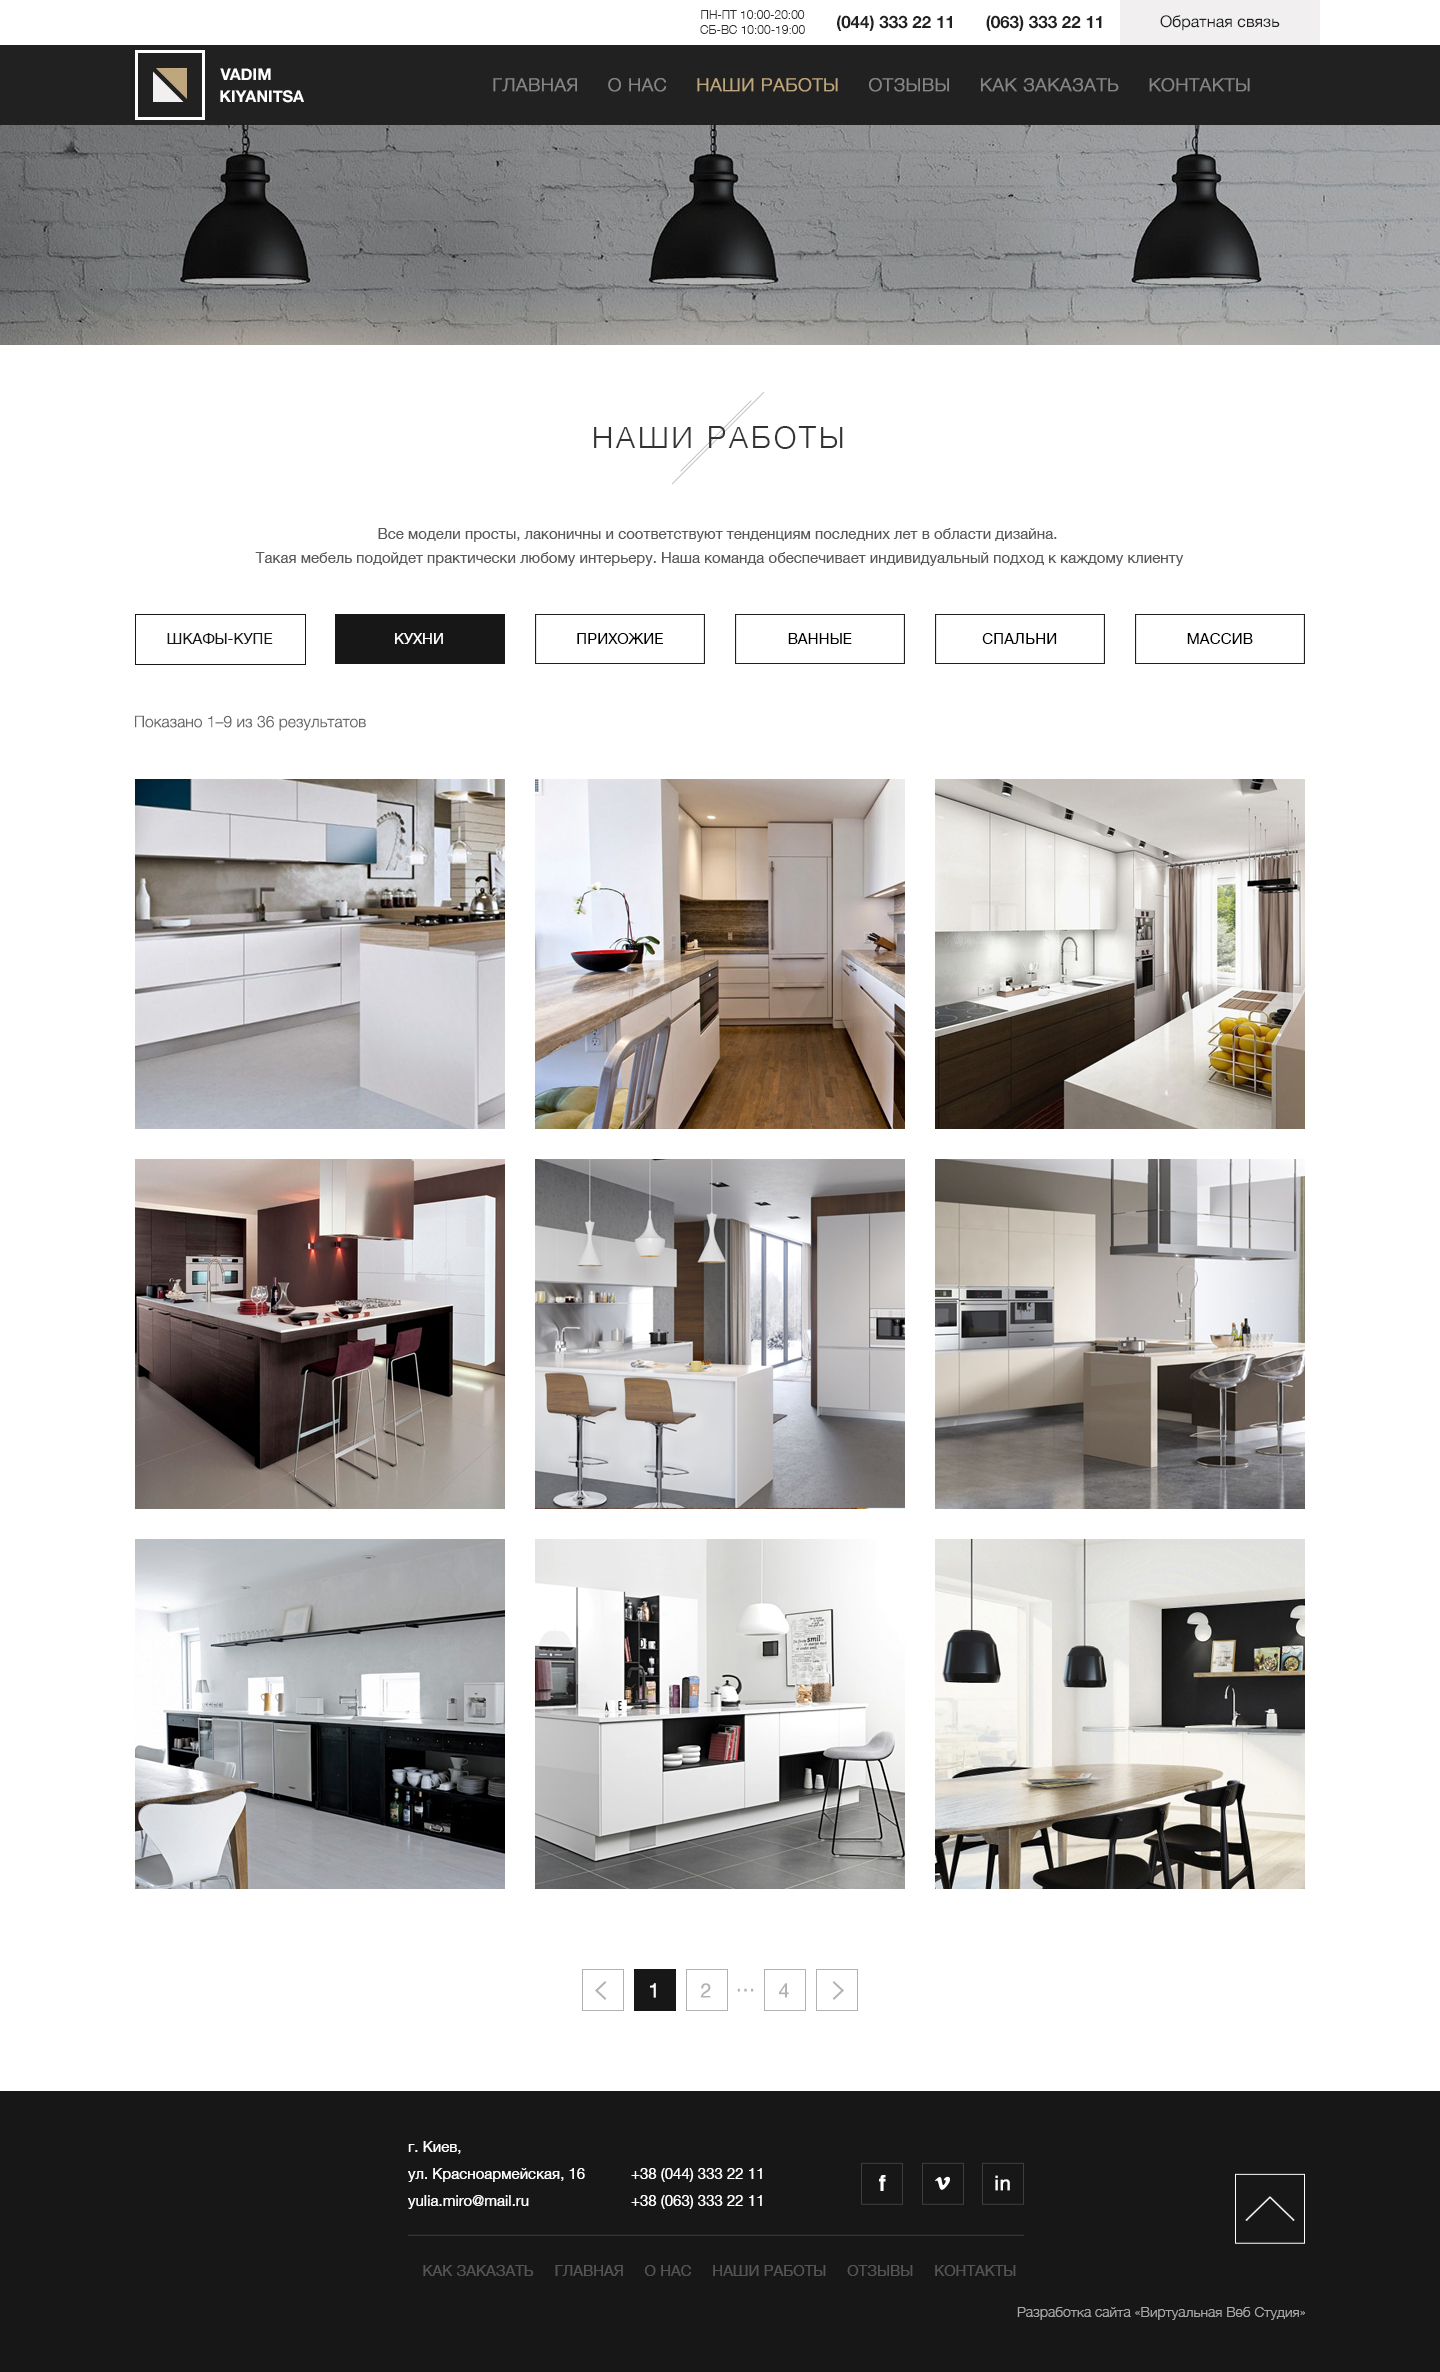 ПН-ПТ 10:00-20:00
СБ-ВС 10:00-19:00
(044) 333 22 11
(063) 333 22 11
Обратная связь
VADIM
KIYANITSA
ГЛАВНАЯ
О НАС
НАШИ РАБОТЫ
ОТЗЫВЫ
КАК ЗАКАЗАТЬ
КОНТАКТЫ
НАШИ РАБОТЫ
Все модели просты, лаконичны и соответствуют тенденциям последних лет в области дизайна.
Такая мебель подойдет практически любому интерьеру. Наша команда обеспечивает индивидуальный подход к каждому клиенту
ШКАФЫ-КУПЕ
КУХНИ
ПРИХОЖИЕ
ВАННЫЕ
СПАЛЬНИ
МАССИВ
Показано 1–9 из 36 результатов
smil
A E
1
2
...
4
г. Киев,
ул. Красноармейская, 16
yulia.miro@mail.ru
+38 (044) 333 22 11
+38 (063) 333 22 11
f
v
in
КАК ЗАКАЗАТЬ
ГЛАВНАЯ
О НАС
НАШИ РАБОТЫ
ОТЗЫВЫ
КОНТАКТЫ
Разработка сайта «Виртуальная Веб Студия»